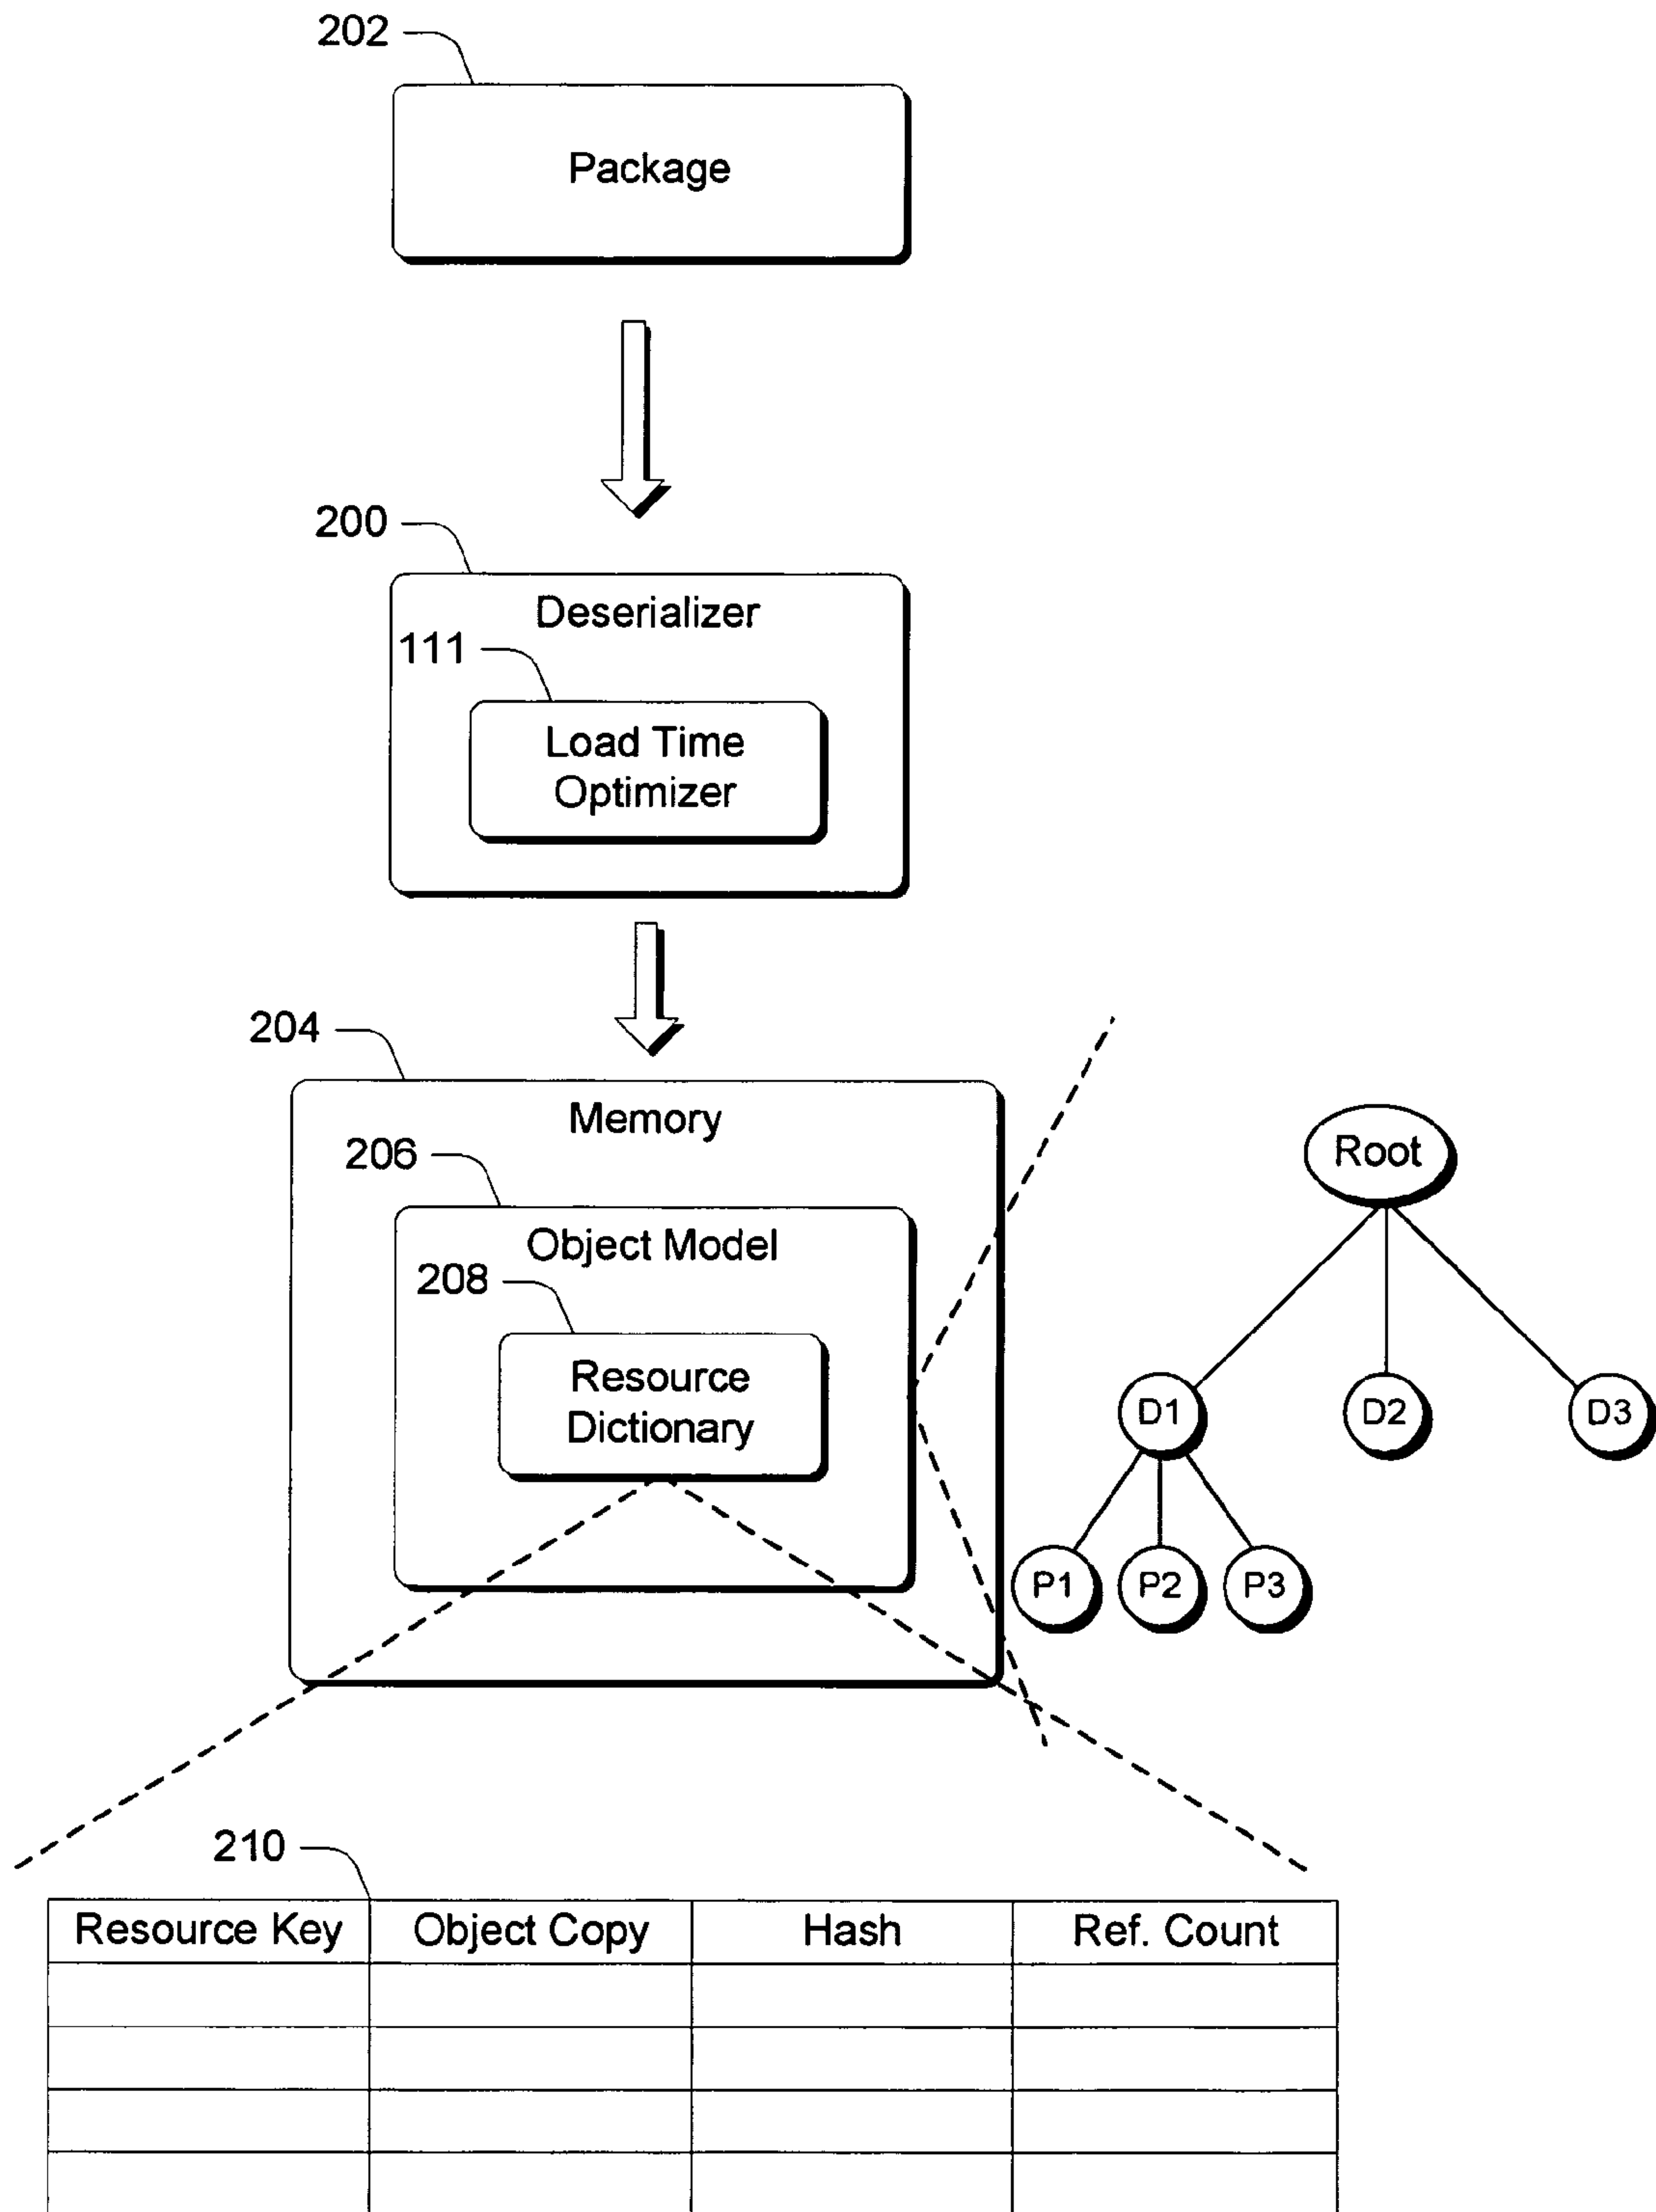 202
Package
200
Deserializer
111
Load Time
Optimizer
204
Memory
206
Object Model
208
Resource
Dictionary
Root
D1 D2 D3
P1 P2 P3
210
Resource Key Object Copy Hash Ref. Count